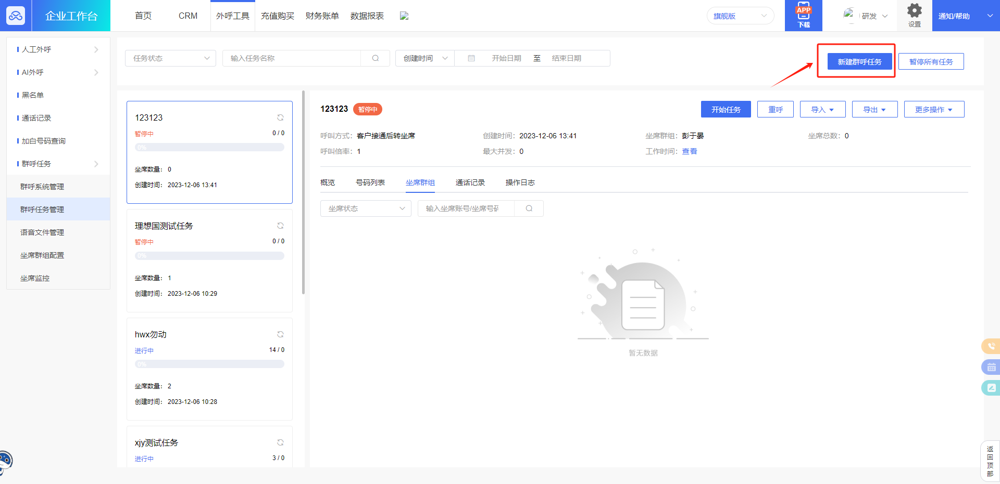 企业工作台
首页
CRM
外呼工具
充值购买
财务账单
数据报表
旗舰版
APP
下载
研发
设置
通知/帮助
人工外呼
AI外呼
黑名单
通话记录
加白号码查询
群呼任务
群呼系统管理
群呼任务管理
语音文件管理
坐席群组配置
坐席监控
任务状态
输入任务名称
创建时间
开始日期 至 结束日期
新建群呼任务
暂停所有任务
123123
暂停中 0 / 0
0%
坐席数量： 0
创建时间： 2023-12-06 13:41
理想国测试任务
暂停中 0 / 0
0%
坐席数量： 1
创建时间： 2023-12-06 10:29
hwx勿动
进行中 14 / 0
0%
坐席数量： 2
创建时间： 2023-12-06 10:28
xjy测试任务
进行中 3 / 0
123123 暂停中
开始任务
重呼
导入
导出
更多操作
呼叫方式： 客户接通后转坐席
创建时间： 2023-12-06 13:41
坐席群组： 彭于晏
坐席总数： 0
呼叫倍率： 1
最大并发： 0
工作时间： 查看
概览
号码列表
坐席群组
通话记录
操作日志
坐席状态
输入坐席账号/坐席号码
暂无数据
返
回
顶
部